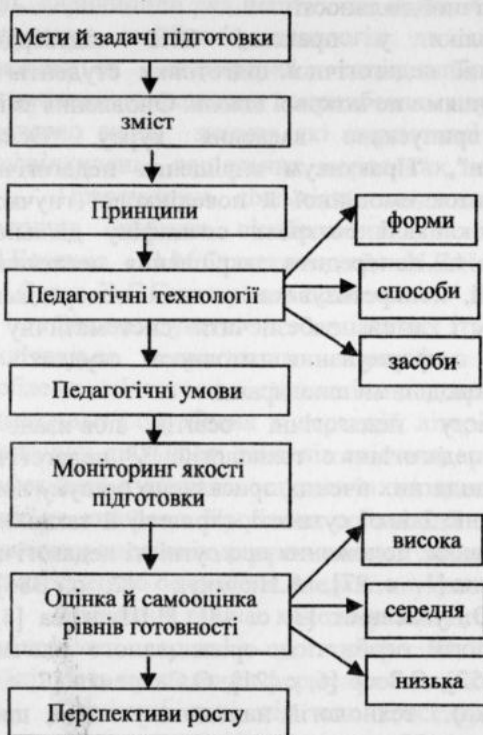 Мети й задачі підготовки
зміст
Принципи
форми
Педагогічні технології
способи
засоби
Педагогічні умови
Моніторинг якості
підготовки
висока
Оцінка й самооцінка
середня
рівнів готовності
низька
Перспективи росту